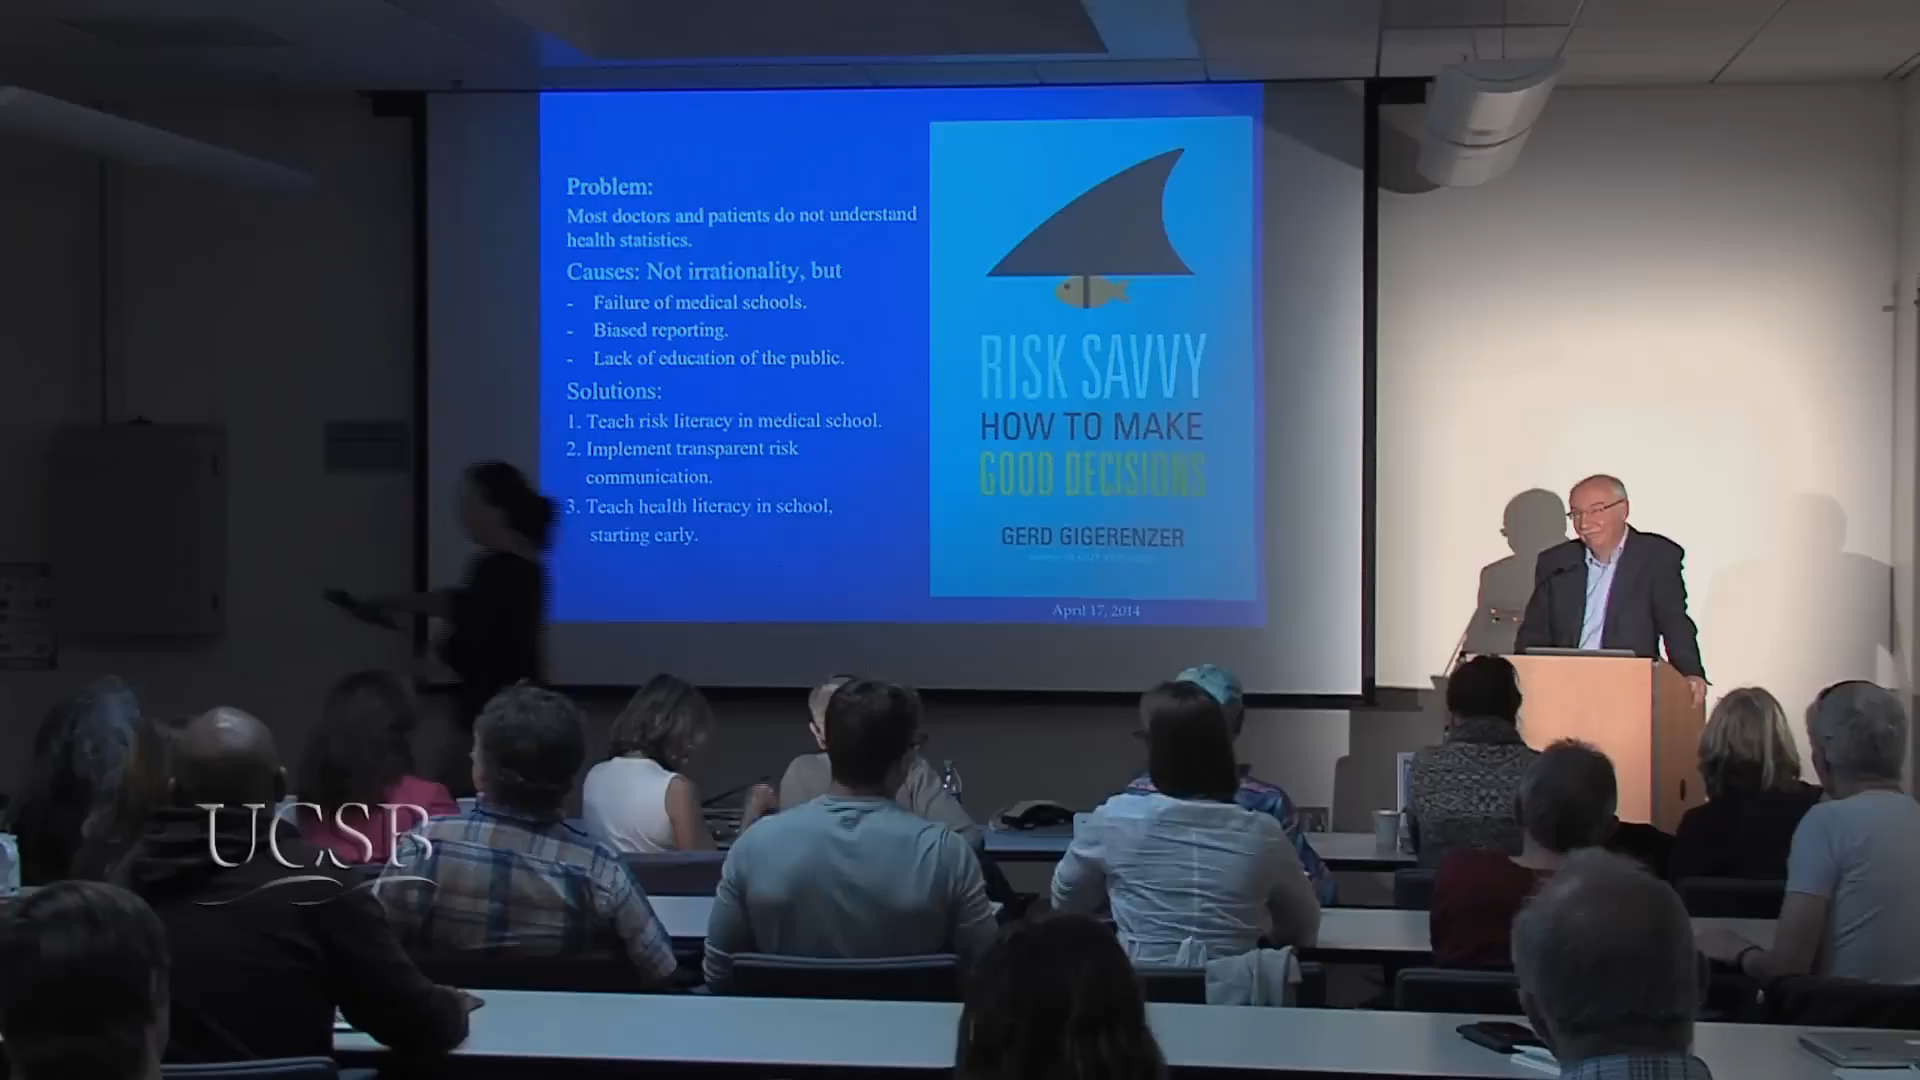 Problem:
Most doctors and patients do not understand
health statistics.
Causes: Not irrationality, but
- Failure of medical schools.
- Biased reporting.
- Lack of education of the public.
Solutions:
1. Teach risk literacy in medical school.
2. Implement transparent risk
communication.
3. Teach health literacy in school,
starting early.
RISK SAVVY
HOW TO MAKE
GOOD DECISIONS
GERD GIGERENZER
April 17, 2014
UCSB